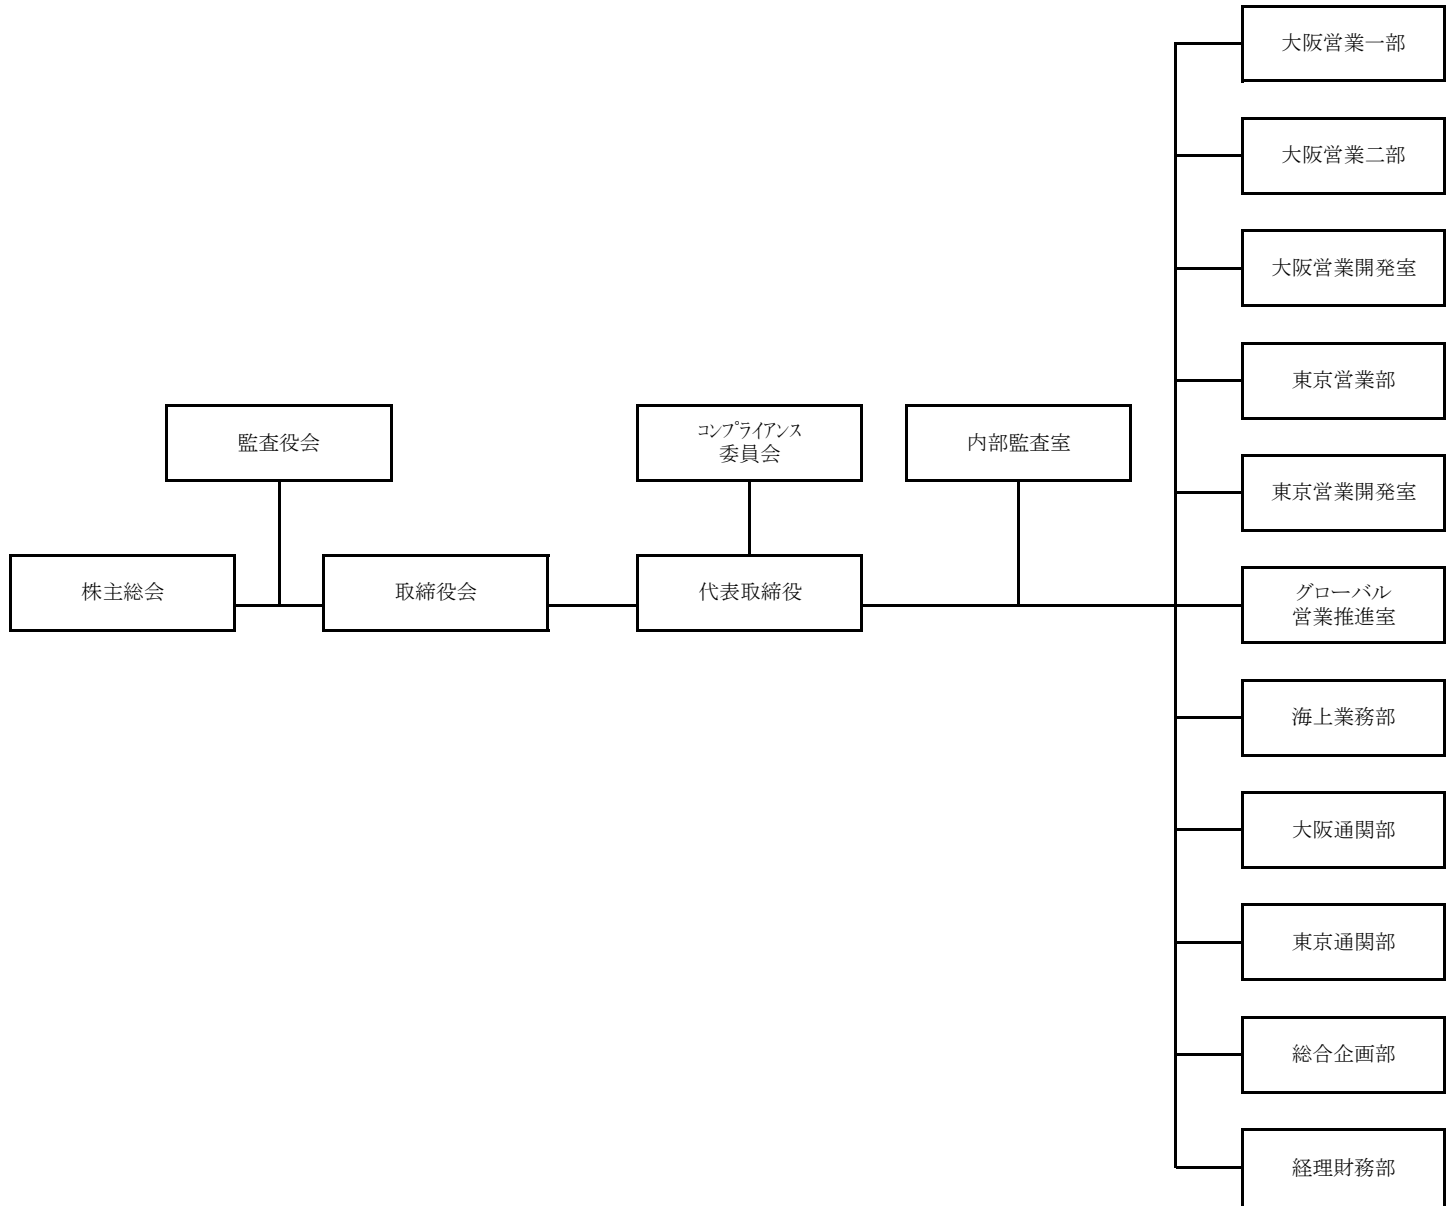 大阪営業一部
大阪営業二部
大阪営業開発室
東京営業部
監査役会
ｺﾝﾌﾟﾗｲｱﾝｽ
委員会
内部監査室
東京営業開発室
株主総会
取締役会
代表取締役
グローバル
営業推進室
海上業務部
大阪通関部
東京通関部
総合企画部
経理財務部